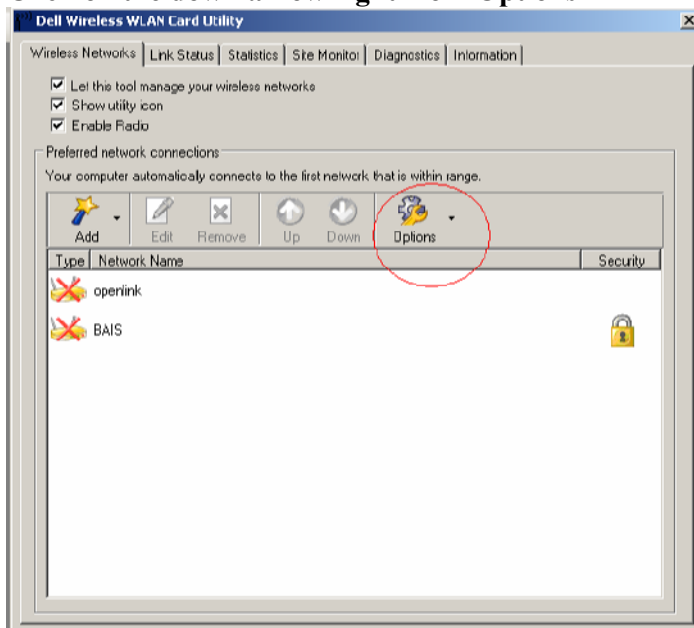 Dell Wireless WLAN Card Utility
Wireless Networks Link Status Statistics Site Monitor Diagnostics Information
Let this tool manage your wireless networks
Show utility icon
Enable Radio
Preferred network connections
Your computer automatically connects to the first network that is within range.
Add Edit Remove Up Down Options
Type Network Name Security
openlink
BAIS